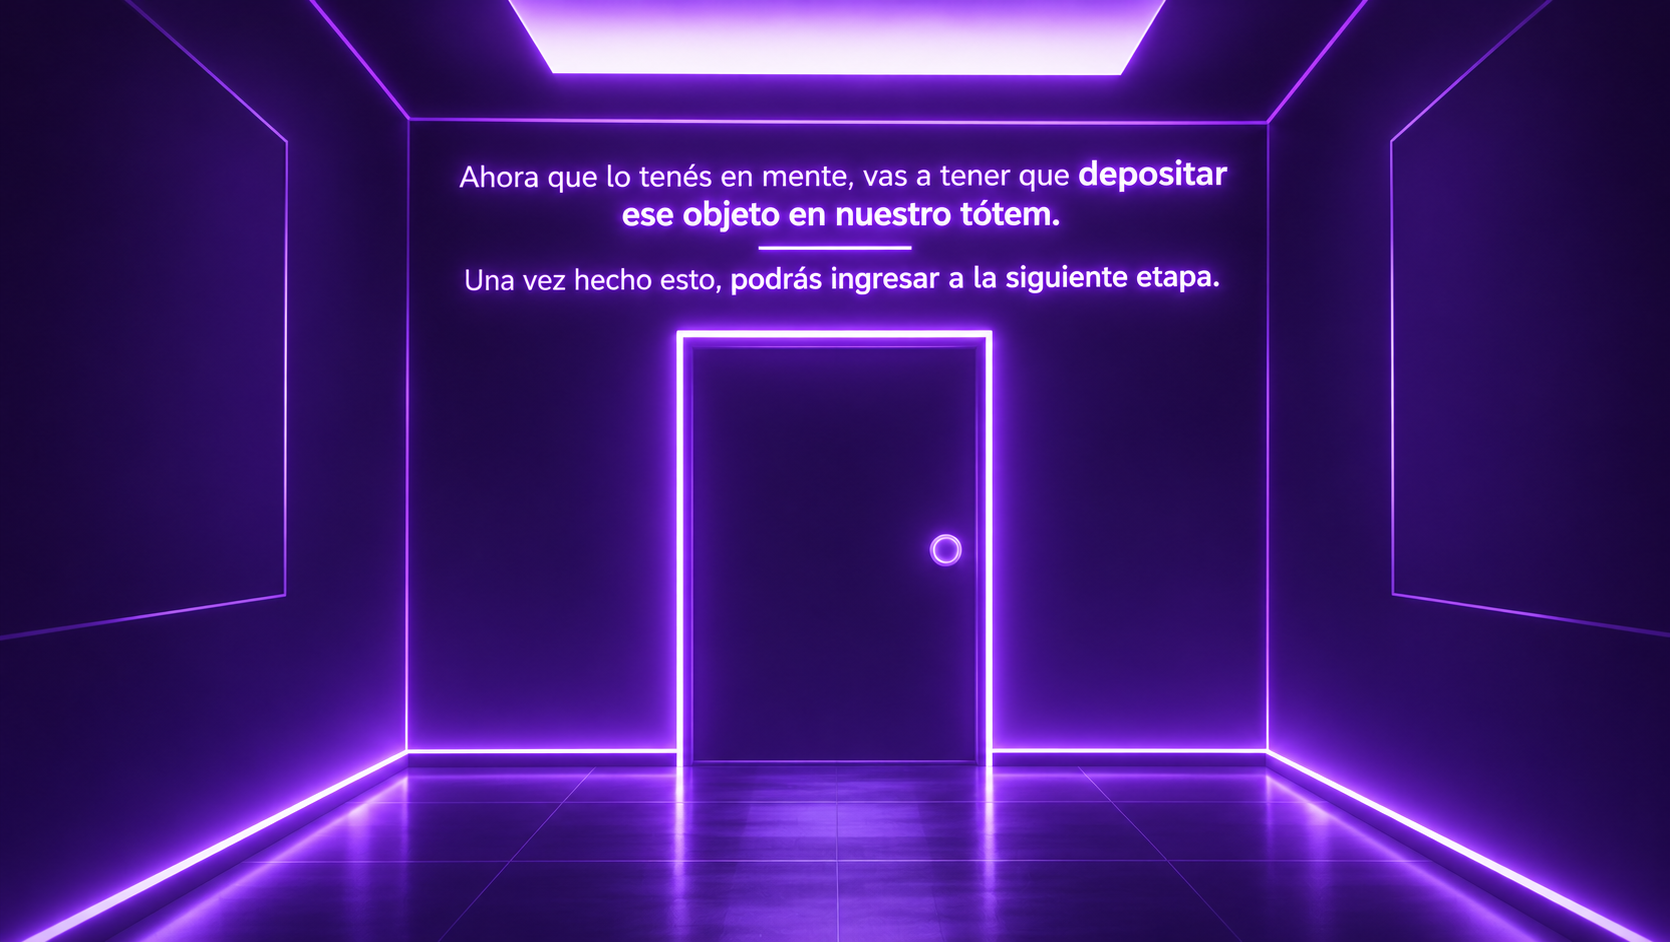 Ahora que lo tenés en mente, vas a tener que depositar
ese objeto en nuestro tótem.
Una vez hecho esto, podrás ingresar a la siguiente etapa.